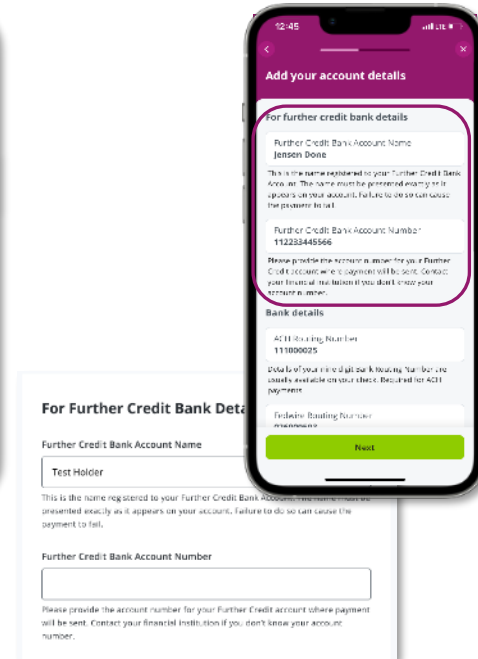 12:45
LTE
Add your account details
For further credit bank details
Further Credit Bank Account Name
Jensen Done
This is the name registered to your Further Credit Bank
Account. The name must be presented exactly as it
appears on your account. Failure to do so can cause
the payment to fail.
Further Credit Bank Account Number
112233445566
Please provide the account number for your Further
Credit account where payment will be sent. Contact
your financial institution if you don't know your
account number.
Bank details
ACH Routing Number
111000025
Details of your nine digit Bank Routing Number are
usually available on your check. Required for ACH
payments
Fedwire Routing Number
Next
For Further Credit Bank Deta
Further Credit Bank Account Name
Test Holder
This is the name registered to your Further Credit Bank Account. The name must be
presented exactly as it appears on your account. Failure to do so can cause the
payment to fail.
Further Credit Bank Account Number
Please provide the account number for your Further Credit account where payment
will be sent. Contact your financial institution if you don't know your account
number.